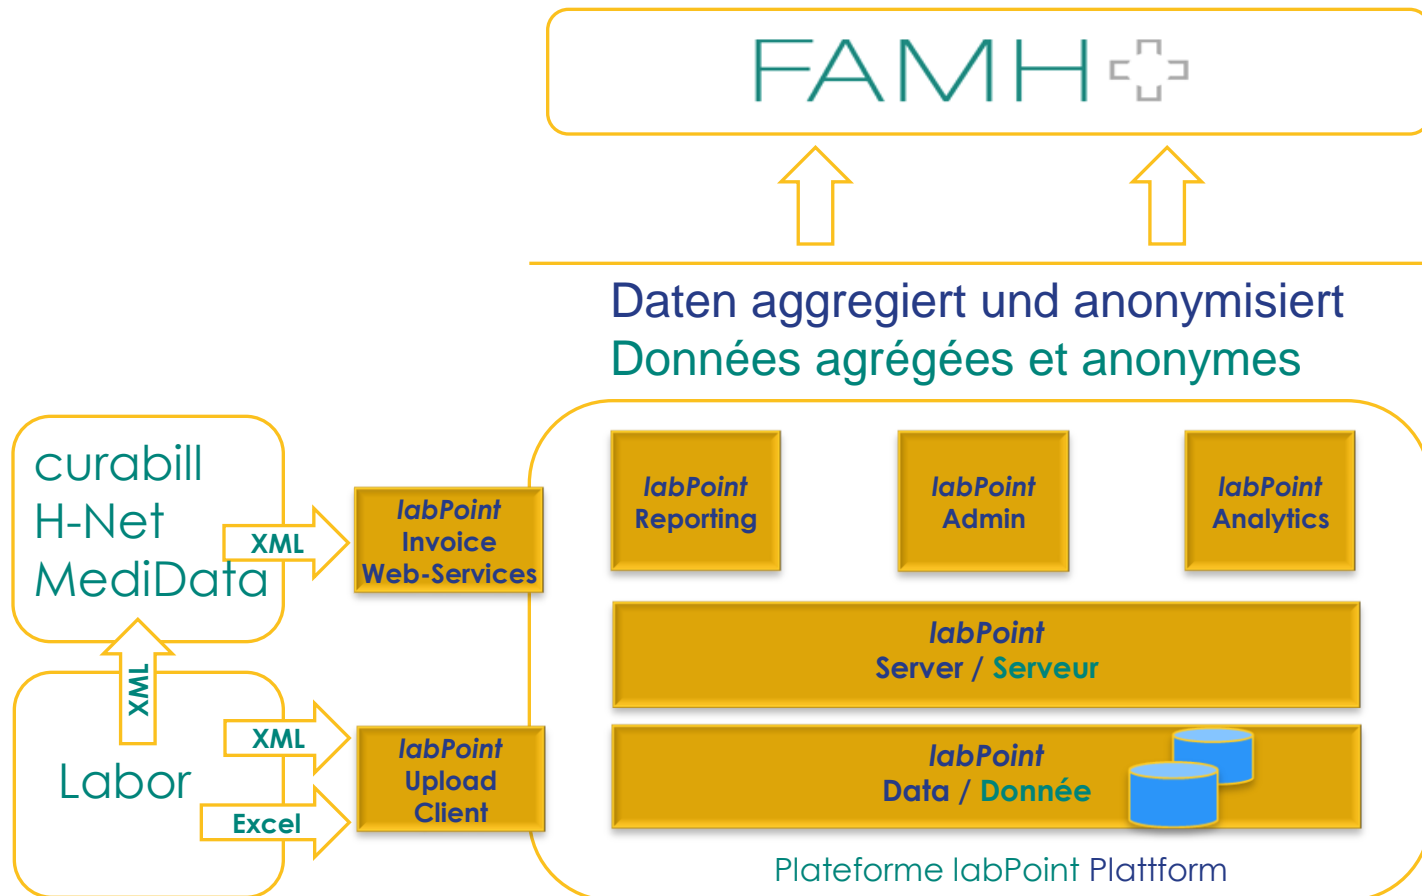 FAMH
Daten aggregiert und anonymisiert
Données agrégées et anonymes
curabill
H-Net
MediData
XML
labPoint
Invoice
Web-Services
labPoint
Reporting
labPoint
Admin
labPoint
Analytics
labPoint
Server / Serveur
XML
Labor
XML
Excel
labPoint
Upload
Client
labPoint
Data / Donnée
Plateforme labPoint Plattform